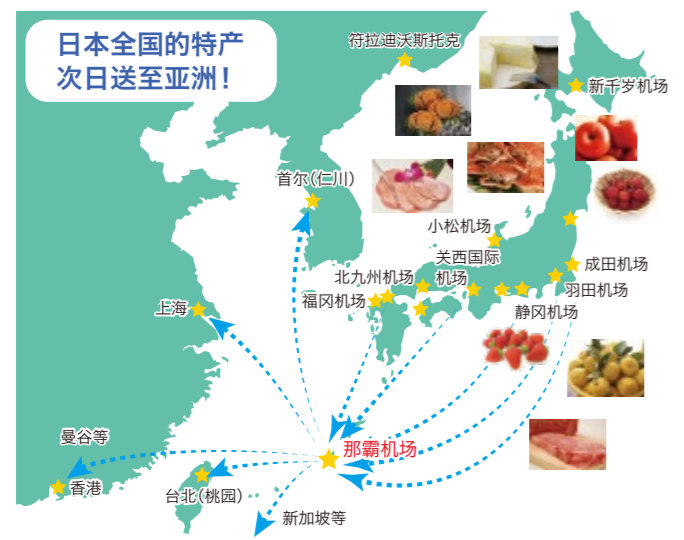 日本全国的特产
次日送至亚洲！
符拉迪沃斯托克
新千岁机场
首尔(仁川)
小松机场
关西国际
机场
成田机场
北九州机场
羽田机场
福冈机场
静冈机场
上海
曼谷等
那霸机场
香港
台北(桃园)
新加坡等